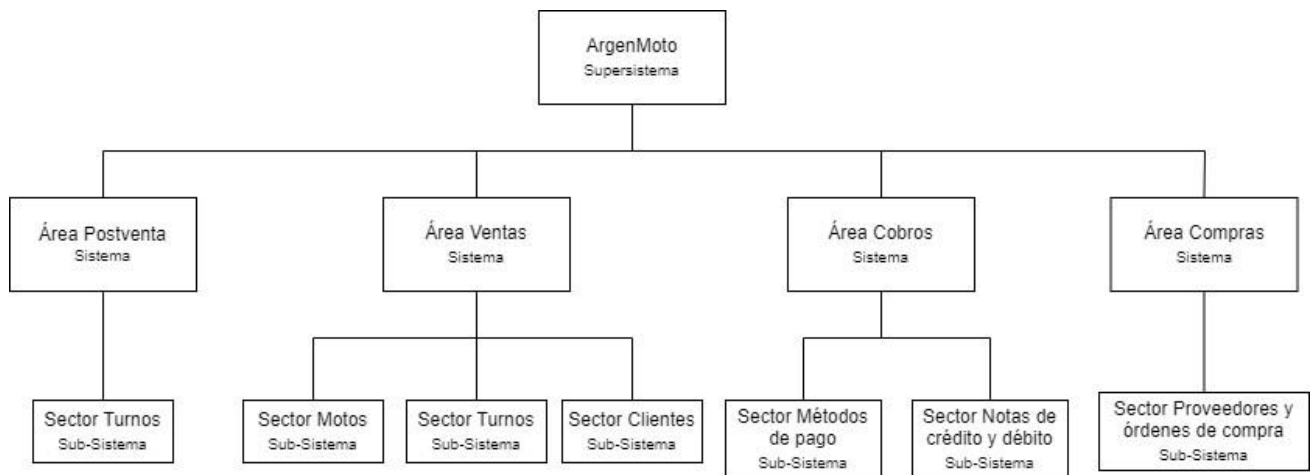 ArgenMoto
Supersistema
Área Postventa
Sistema
Área Ventas
Sistema
Área Cobros
Sistema
Área Compras
Sistema
Sector Turnos
Sub-Sistema
Sector Motos
Sub-Sistema
Sector Turnos
Sub-Sistema
Sector Clientes
Sub-Sistema
Sector Métodos
de pago
Sub-Sistema
Sector Notas de
crédito y débito
Sub-Sistema
Sector Proveedores y
órdenes de compra
Sub-Sistema